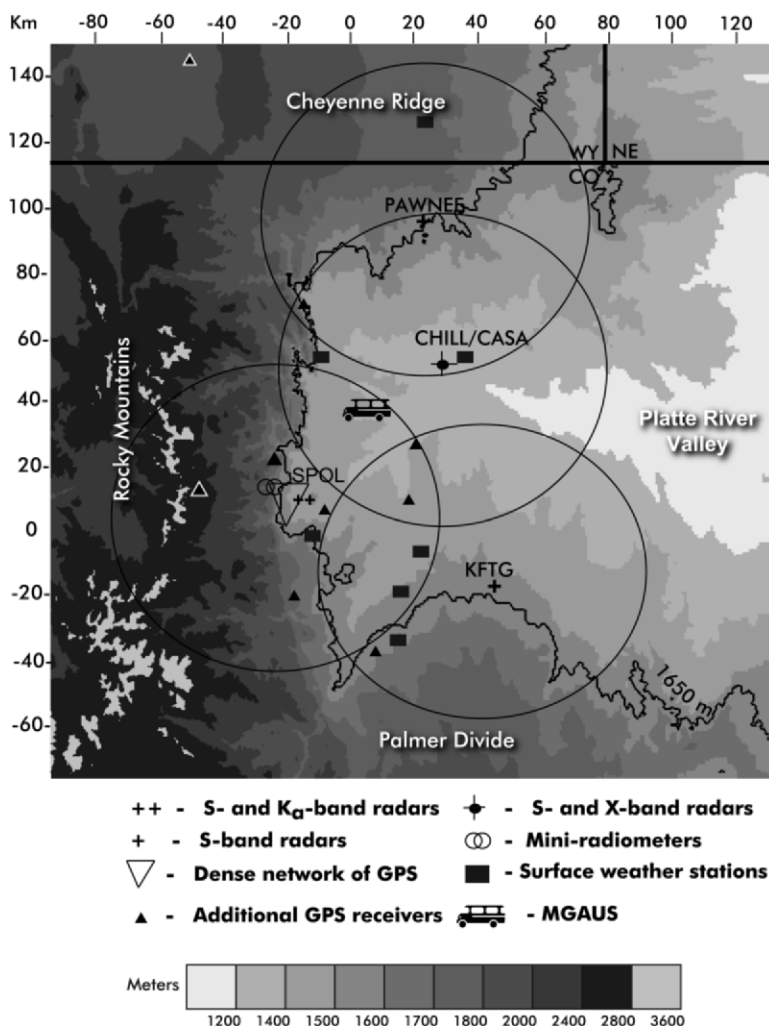 Km -80 -60 -40 -20 0 20 40 60 80 100 120
140-
120-
100-
80-
60-
40-
20-
0
-20-
-40-
-60-
Cheyenne Ridge
WY NE
CO
PAWNEE
CHILL/CASA
Rocky Mountains
Platte River
Valley
SPOL
KFTG
1650 m
Palmer Divide
++ - S- and Ka-band radars
- S- and X-band radars
+ - S-band radars
- Mini-radiometers
- Dense network of GPS
- Surface weather stations
- Additional GPS receivers
- MGAUS
Meters
1200 1400 1500 1600 1700 1800 2000 2400 2800 3600